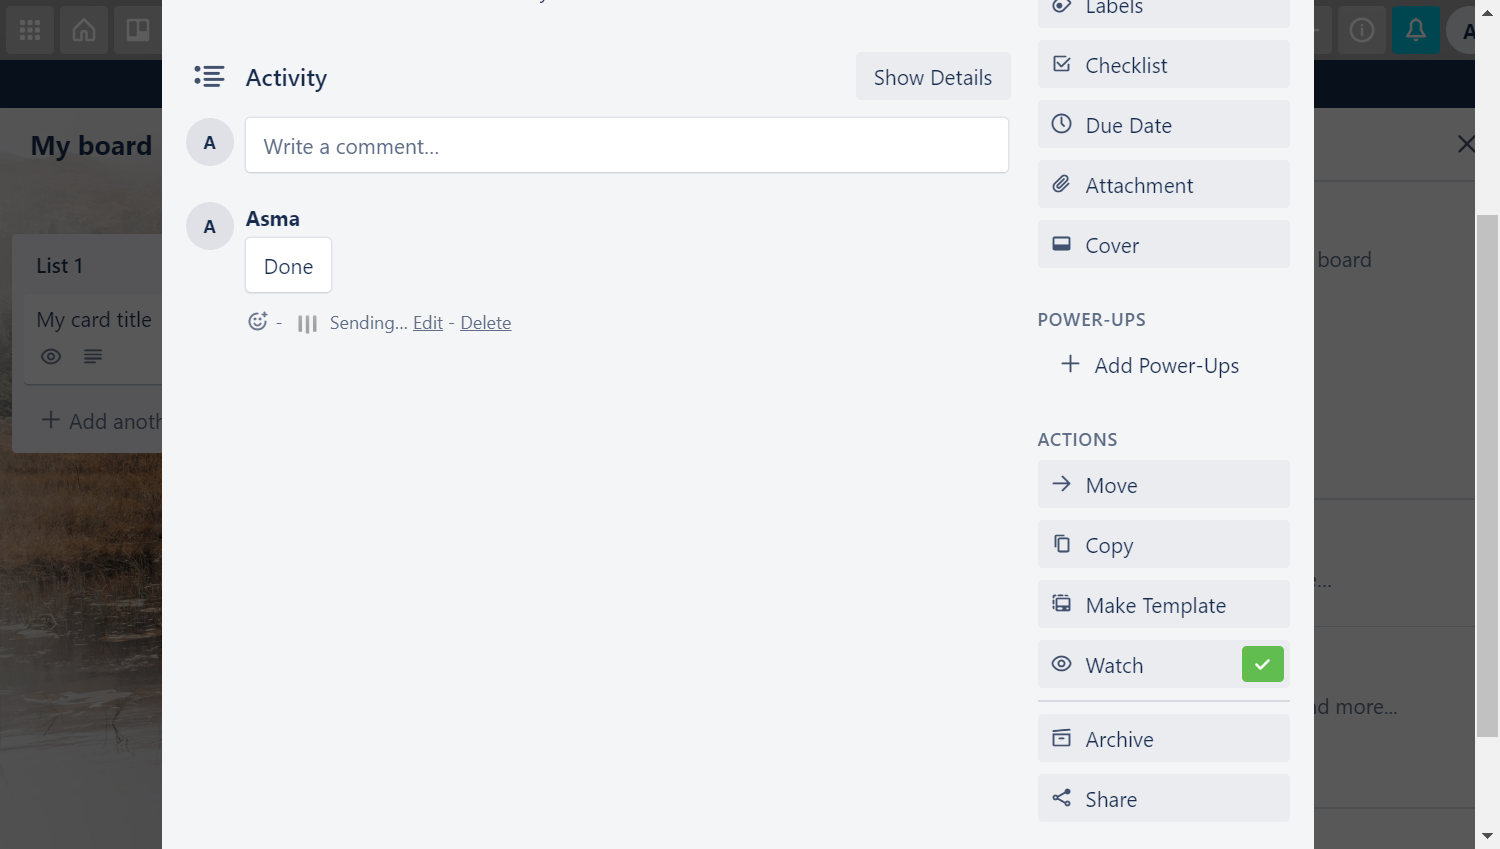 Labels
Checklist
Due Date
Attachment
Cover
Activity
Show Details
A
Write a comment...
A
Asma
Done
- Sending... Edit - Delete
POWER-UPS
Add Power-Ups
ACTIONS
Move
Copy
Make Template
Watch
Archive
Share
My board
List 1
My card title
Add anoth
A
board
e...
nd more...